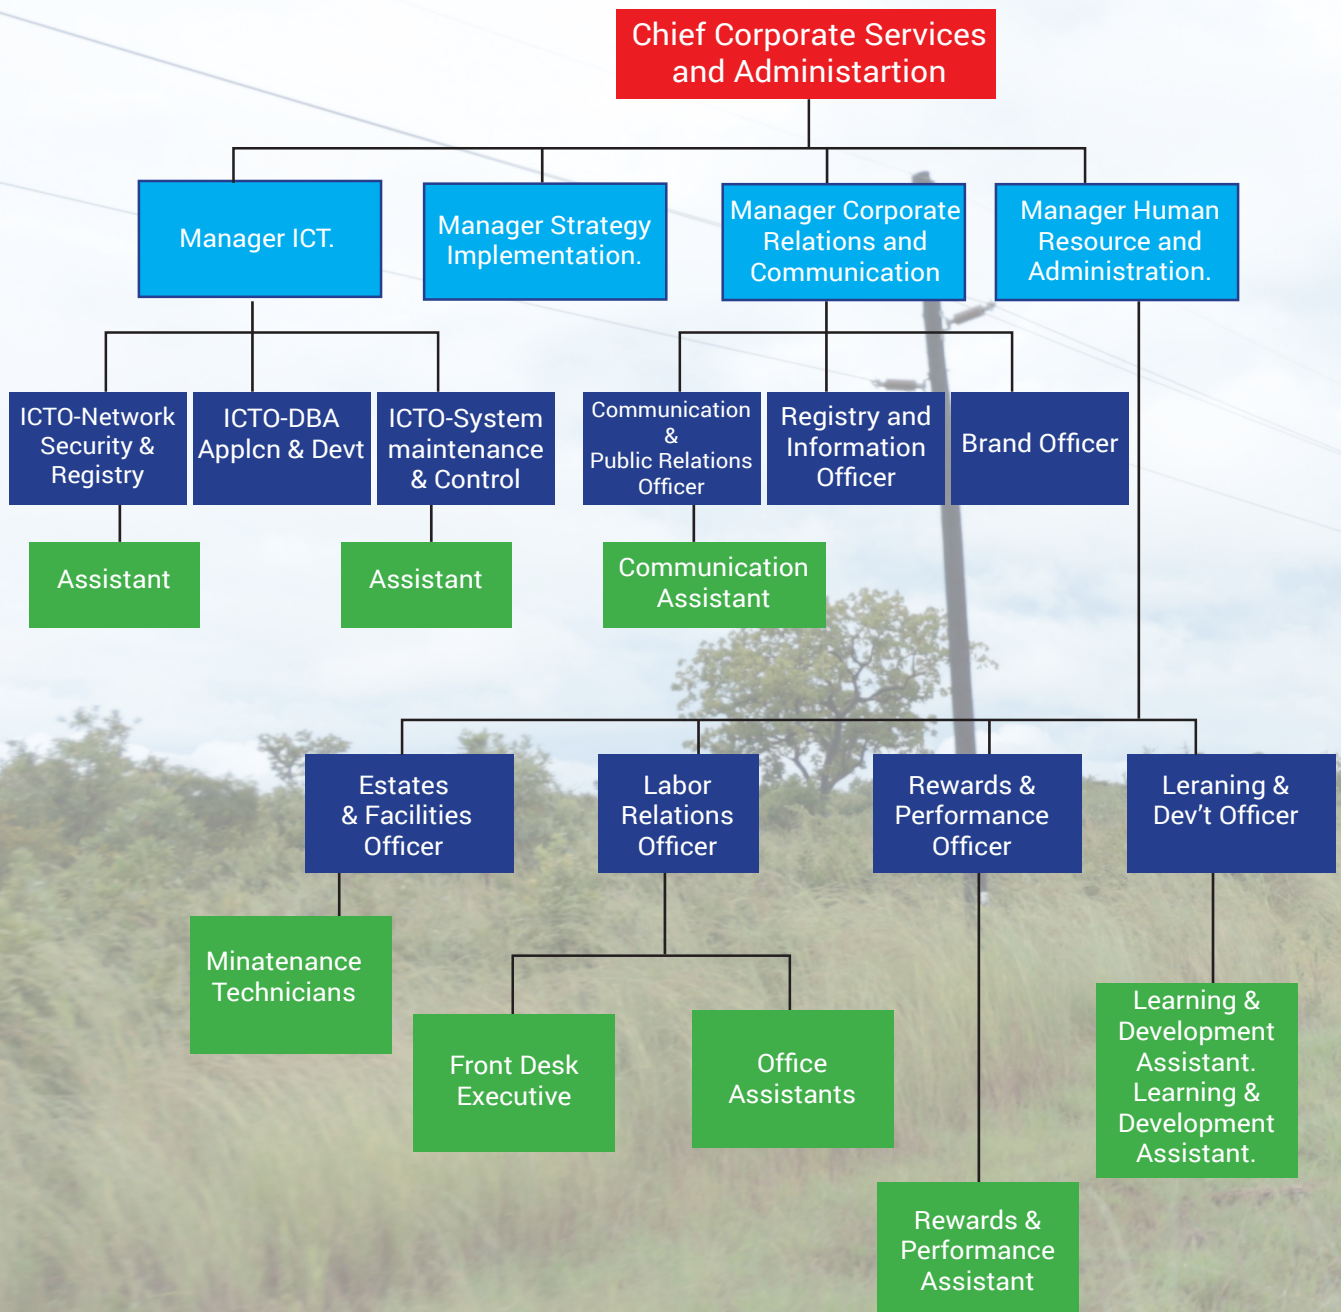 Chief Corporate Services
and Administartion
Manager ICT.
Manager Strategy
Implementation.
Manager Corporate
Relations and
Communication
Manager Human
Resource and
Administration.
ICTO-Network
Security &
Registry
ICTO-DBA
Applcn & Devt
ICTO-System
maintenance
& Control
Communication
&
Public Relations
Officer
Registry and
Information
Officer
Brand Officer
Assistant
Assistant
Communication
Assistant
Estates
& Facilities
Officer
Labor
Relations
Officer
Rewards &
Performance
Officer
Leraning &
Dev’t Officer
Minatenance
Technicians
Front Desk
Executive
Office
Assistants
Learning &
Development
Assistant.
Learning &
Development
Assistant.
Rewards &
Performance
Assistant